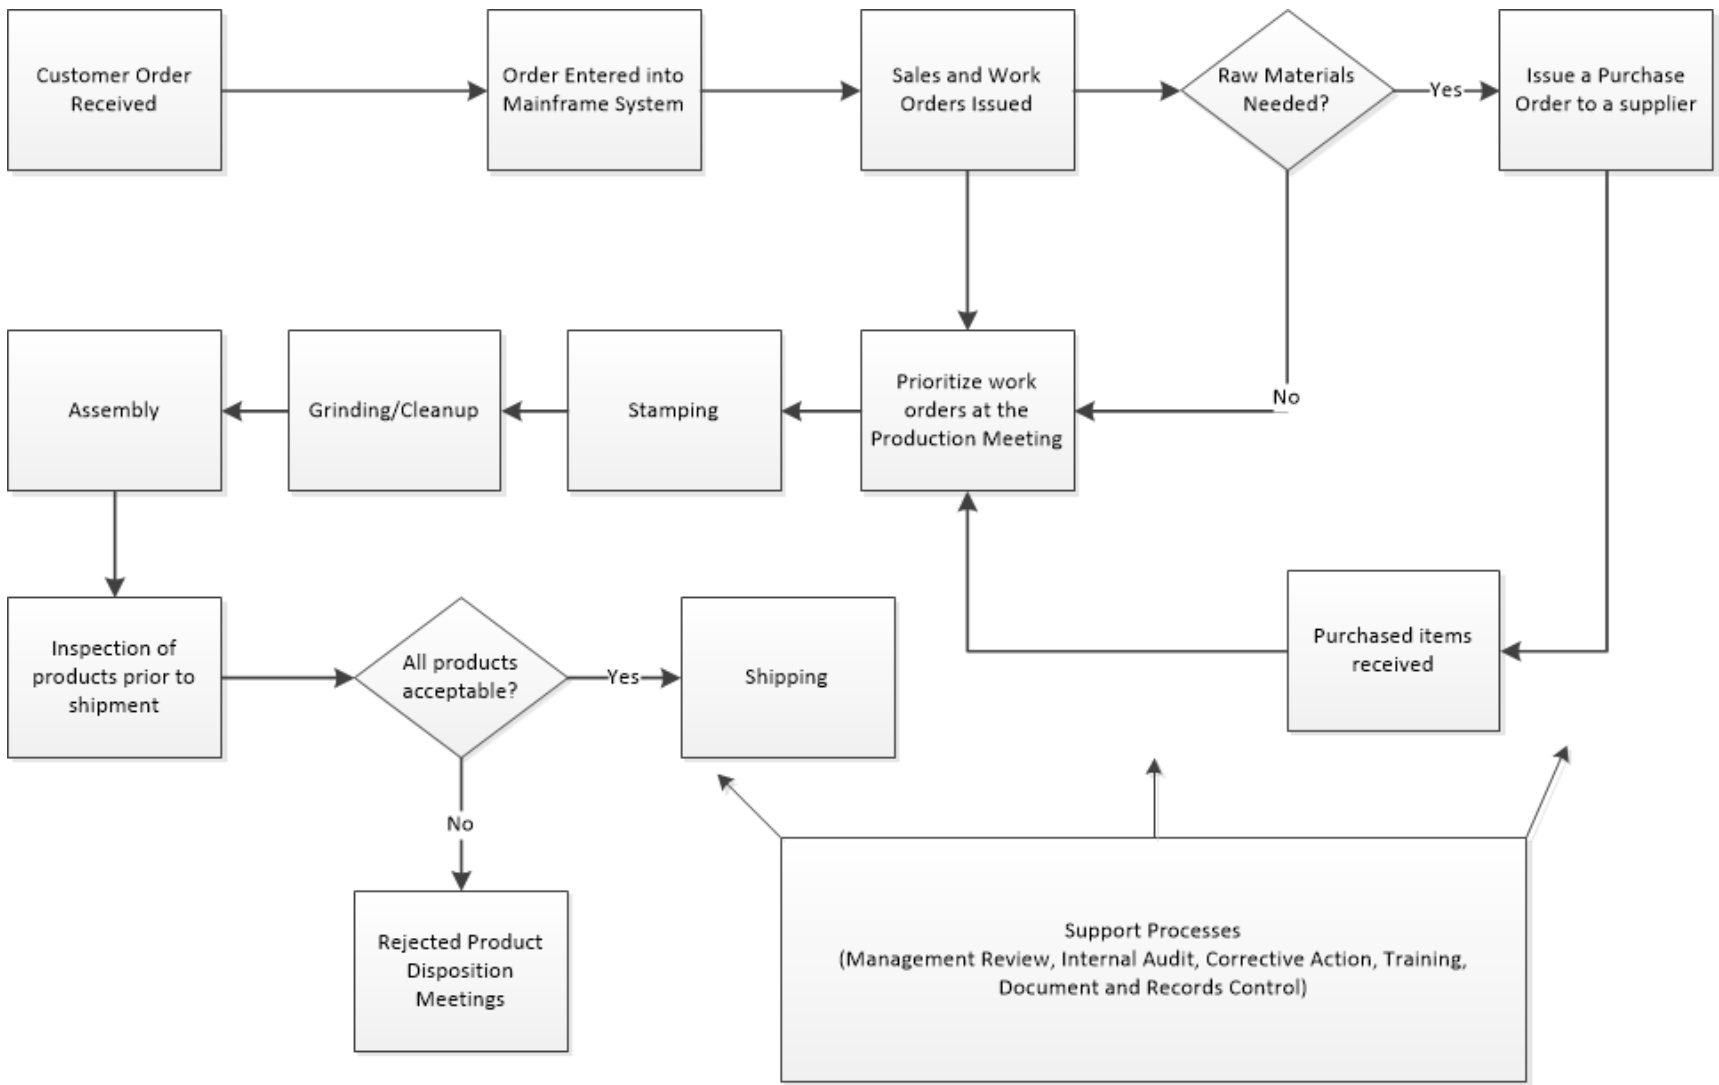 Customer Order
Received
Order Entered into
Mainframe System
Sales and Work
Orders Issued
Raw Materials
Needed?
Yes
Issue a Purchase
Order to a supplier
Assembly
Grinding/Cleanup
Stamping
Prioritize work
orders at the
Production Meeting
No
Inspection of
products prior to
shipment
All products
acceptable?
Yes
Shipping
Purchased items
received
No
Rejected Product
Disposition
Meetings
Support Processes
(Management Review, Internal Audit, Corrective Action, Training,
Document and Records Control)